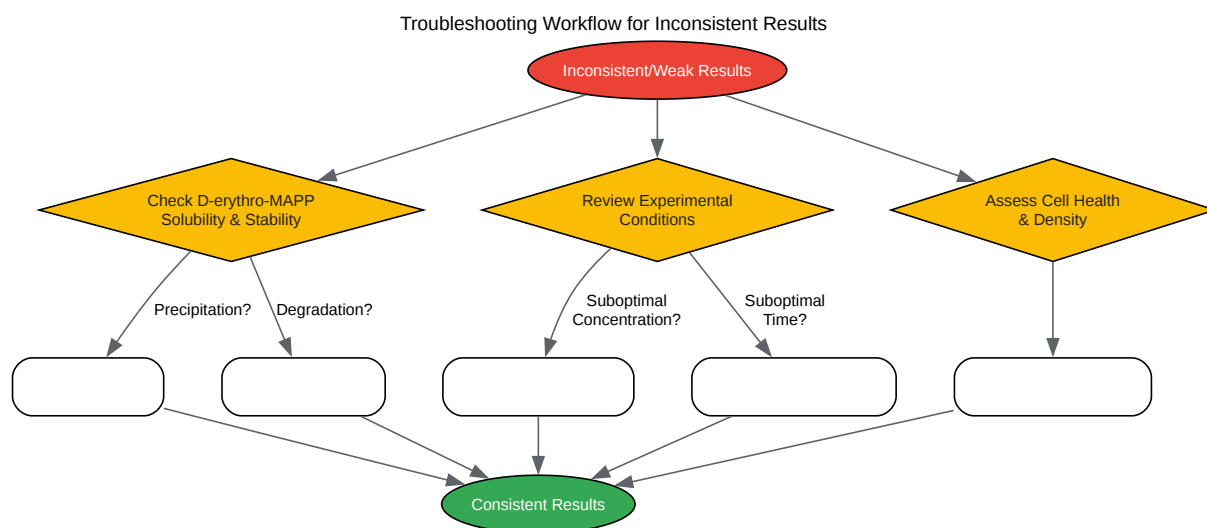 Troubleshooting Workflow for Inconsistent Results
Inconsistent/Weak Results
Check D-erythro-MAPP
Solubility & Stability
Review Experimental
Conditions
Assess Cell Health
& Density
Precipitation?
Degradation?
Suboptimal
Concentration?
Suboptimal
Time?
Consistent Results